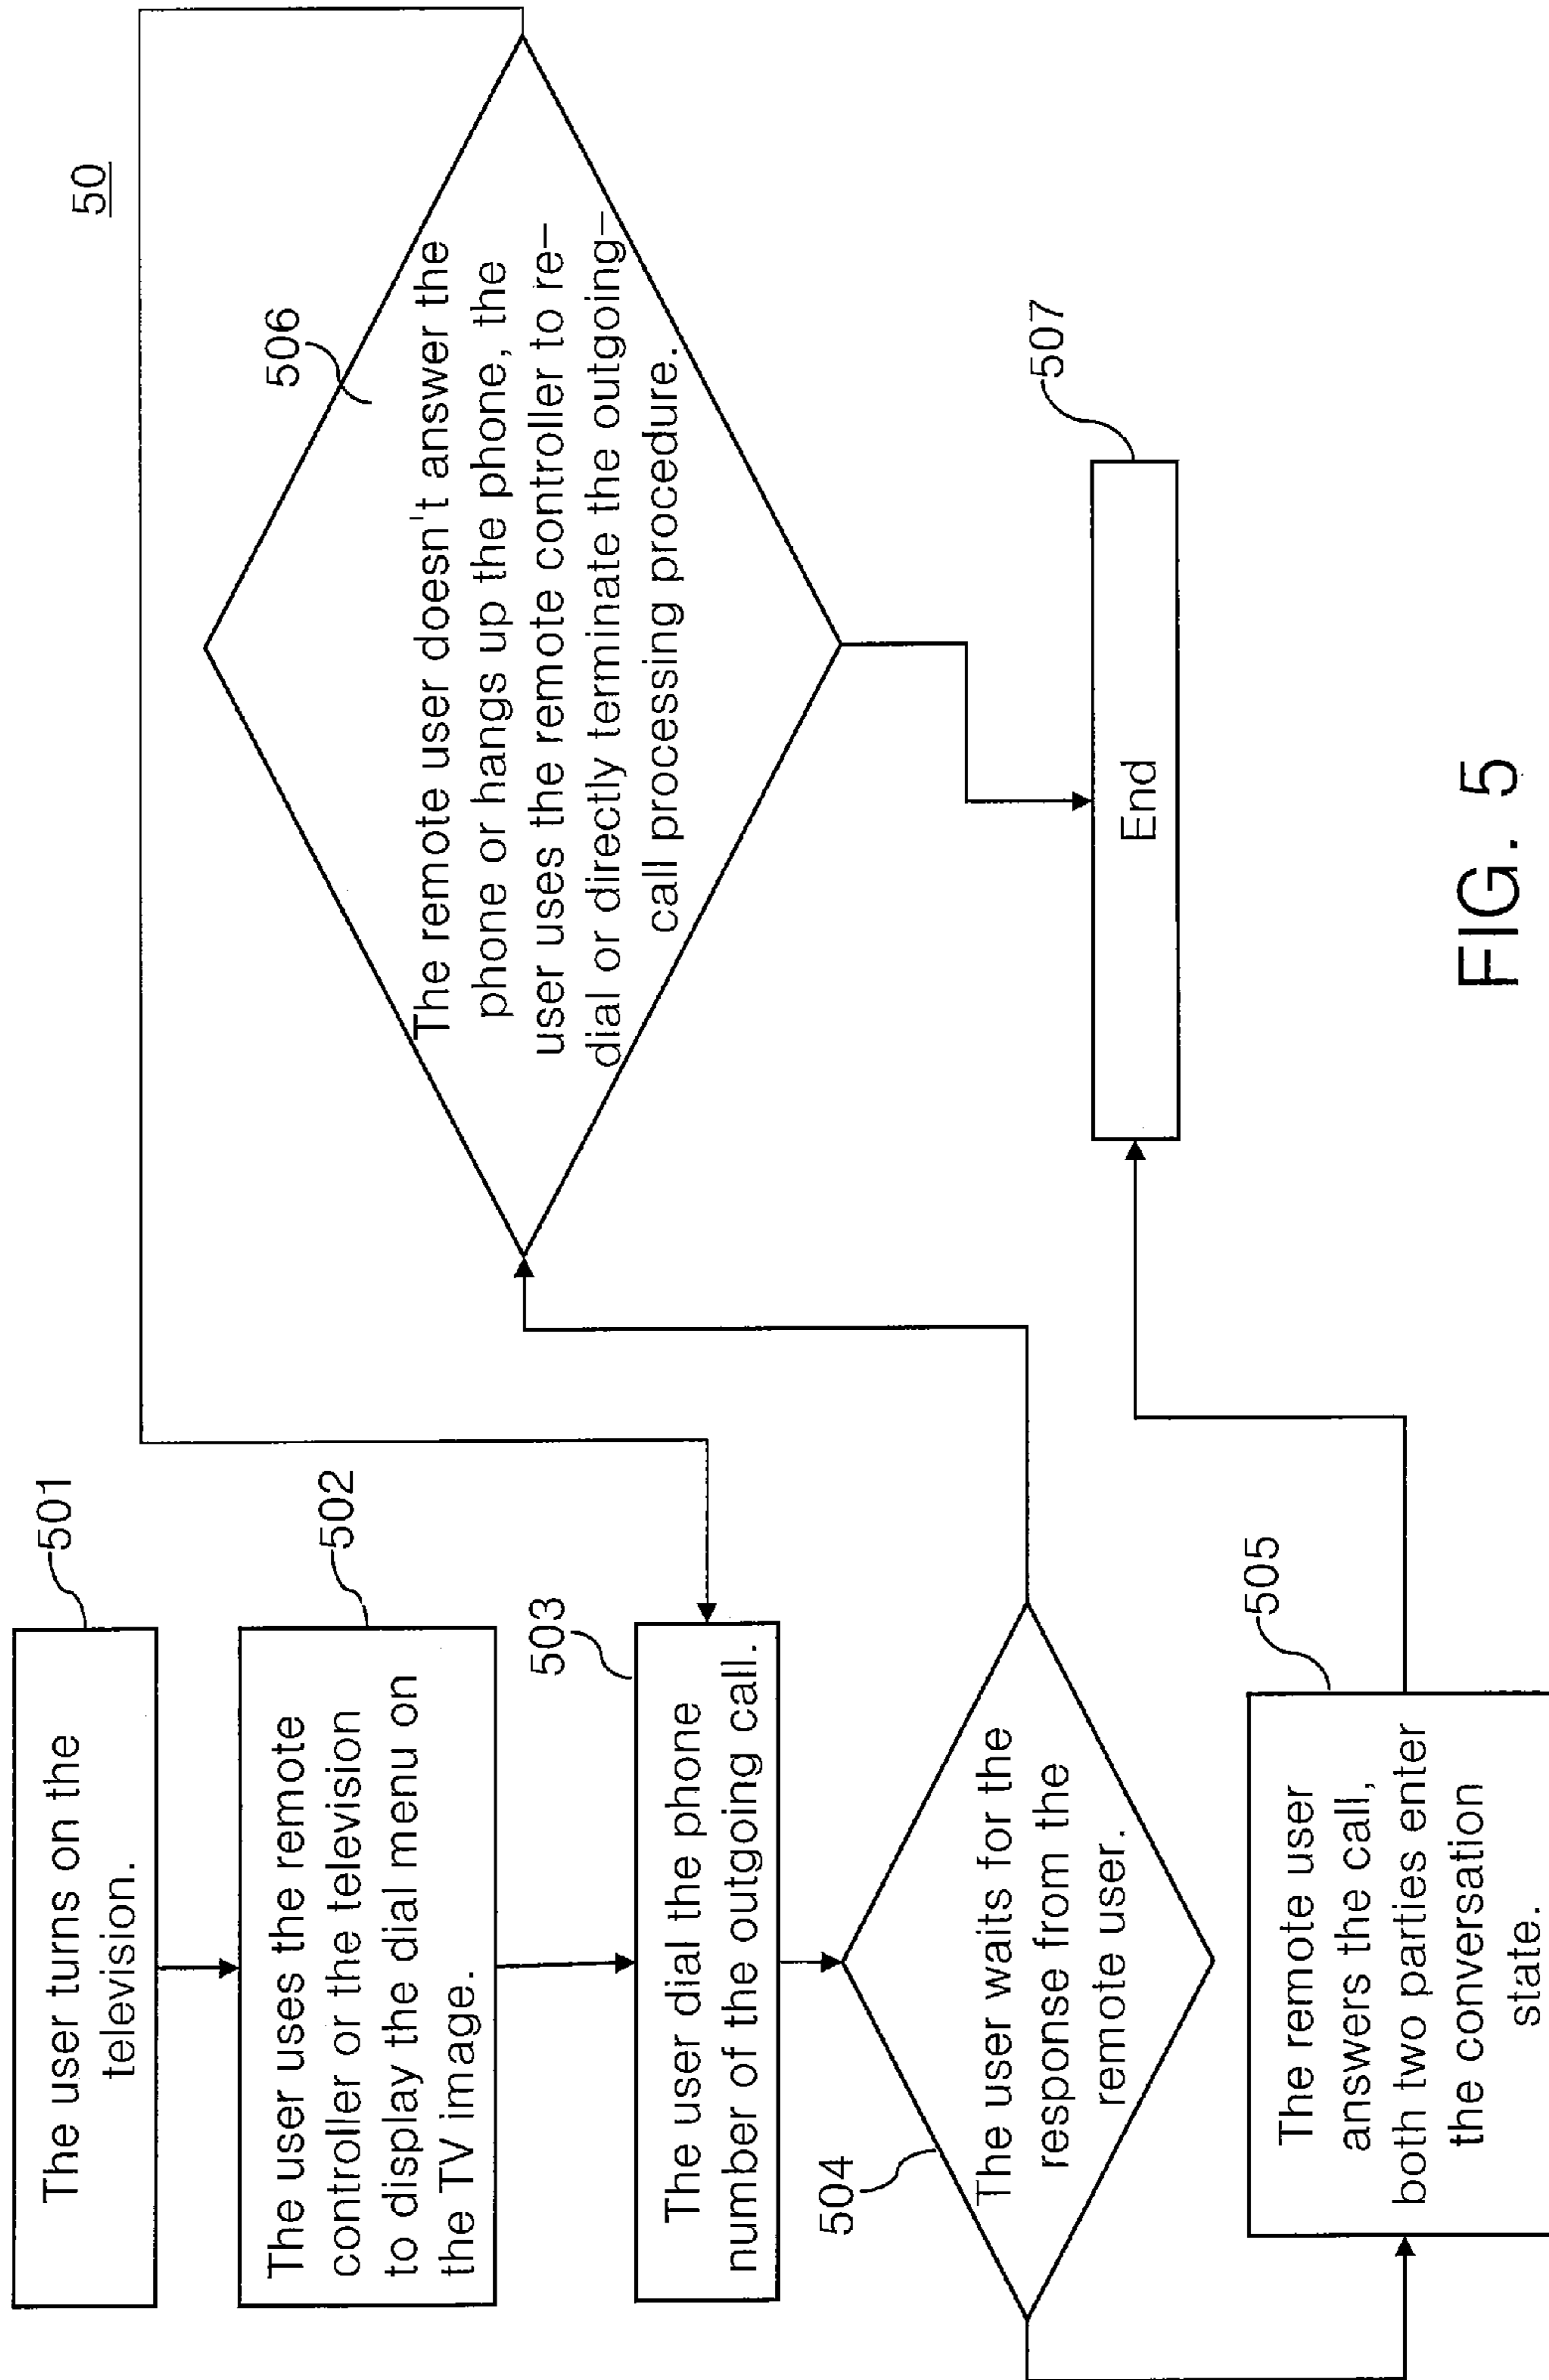 50
501
The user turns on the
television.
502
The user uses the remote
controller or the television
to display the dial menu on
the TV image.
503
The user dial the phone
number of the outgoing call.
504
The user waits for the
response from the
remote user.
505
The remote user
answers the call,
both two parties enter
the conversation
state.
506
The remote user doesn't answer the
phone or hangs up the phone, the
user uses the remote controller to re-
dial or directly terminate the outgoing-
call processing procedure.
507
End
FIG. 5